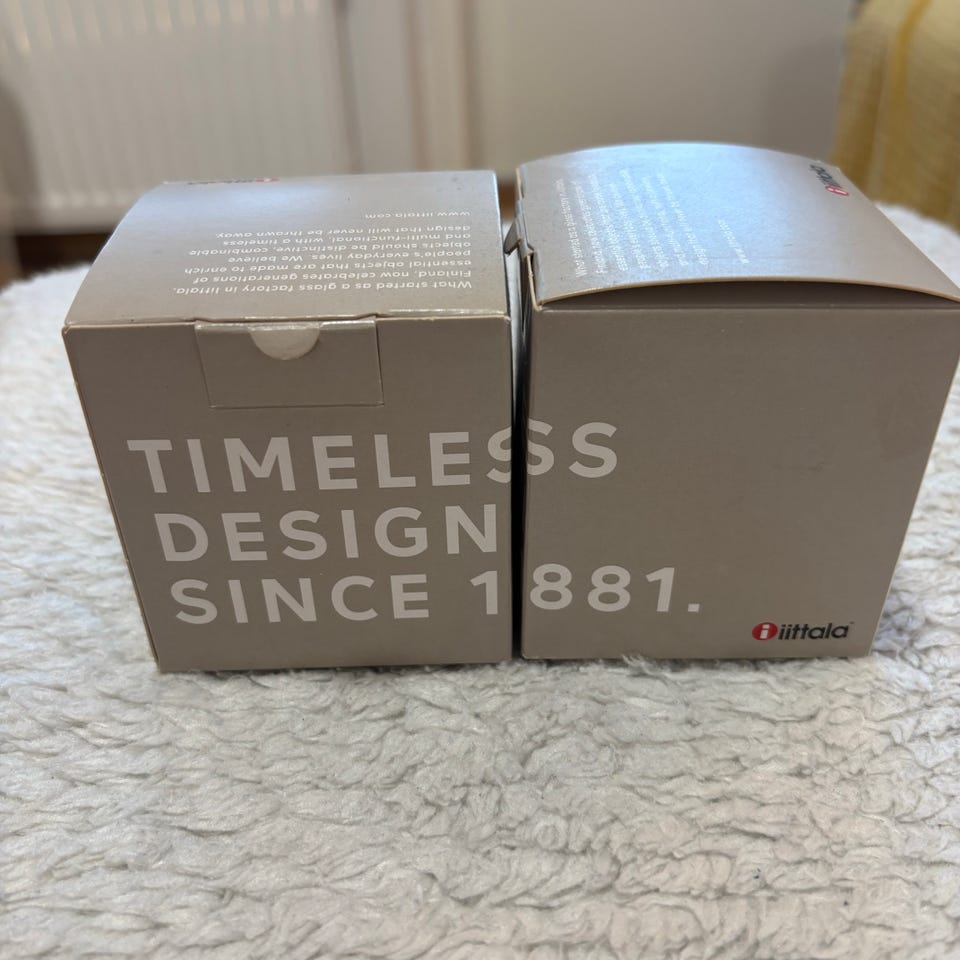 What started as a glass factory in Iittala,
Finland, now celebrates generations of
essential objects that are made to enrich
people's everyday lives. We believe
objects should be distinctive, combinable
and multi-functional, with a timeless
design that will never be thrown away.
www.iittala.com
TIMELESS
DESIGN
SINCE 1881.
i iittala